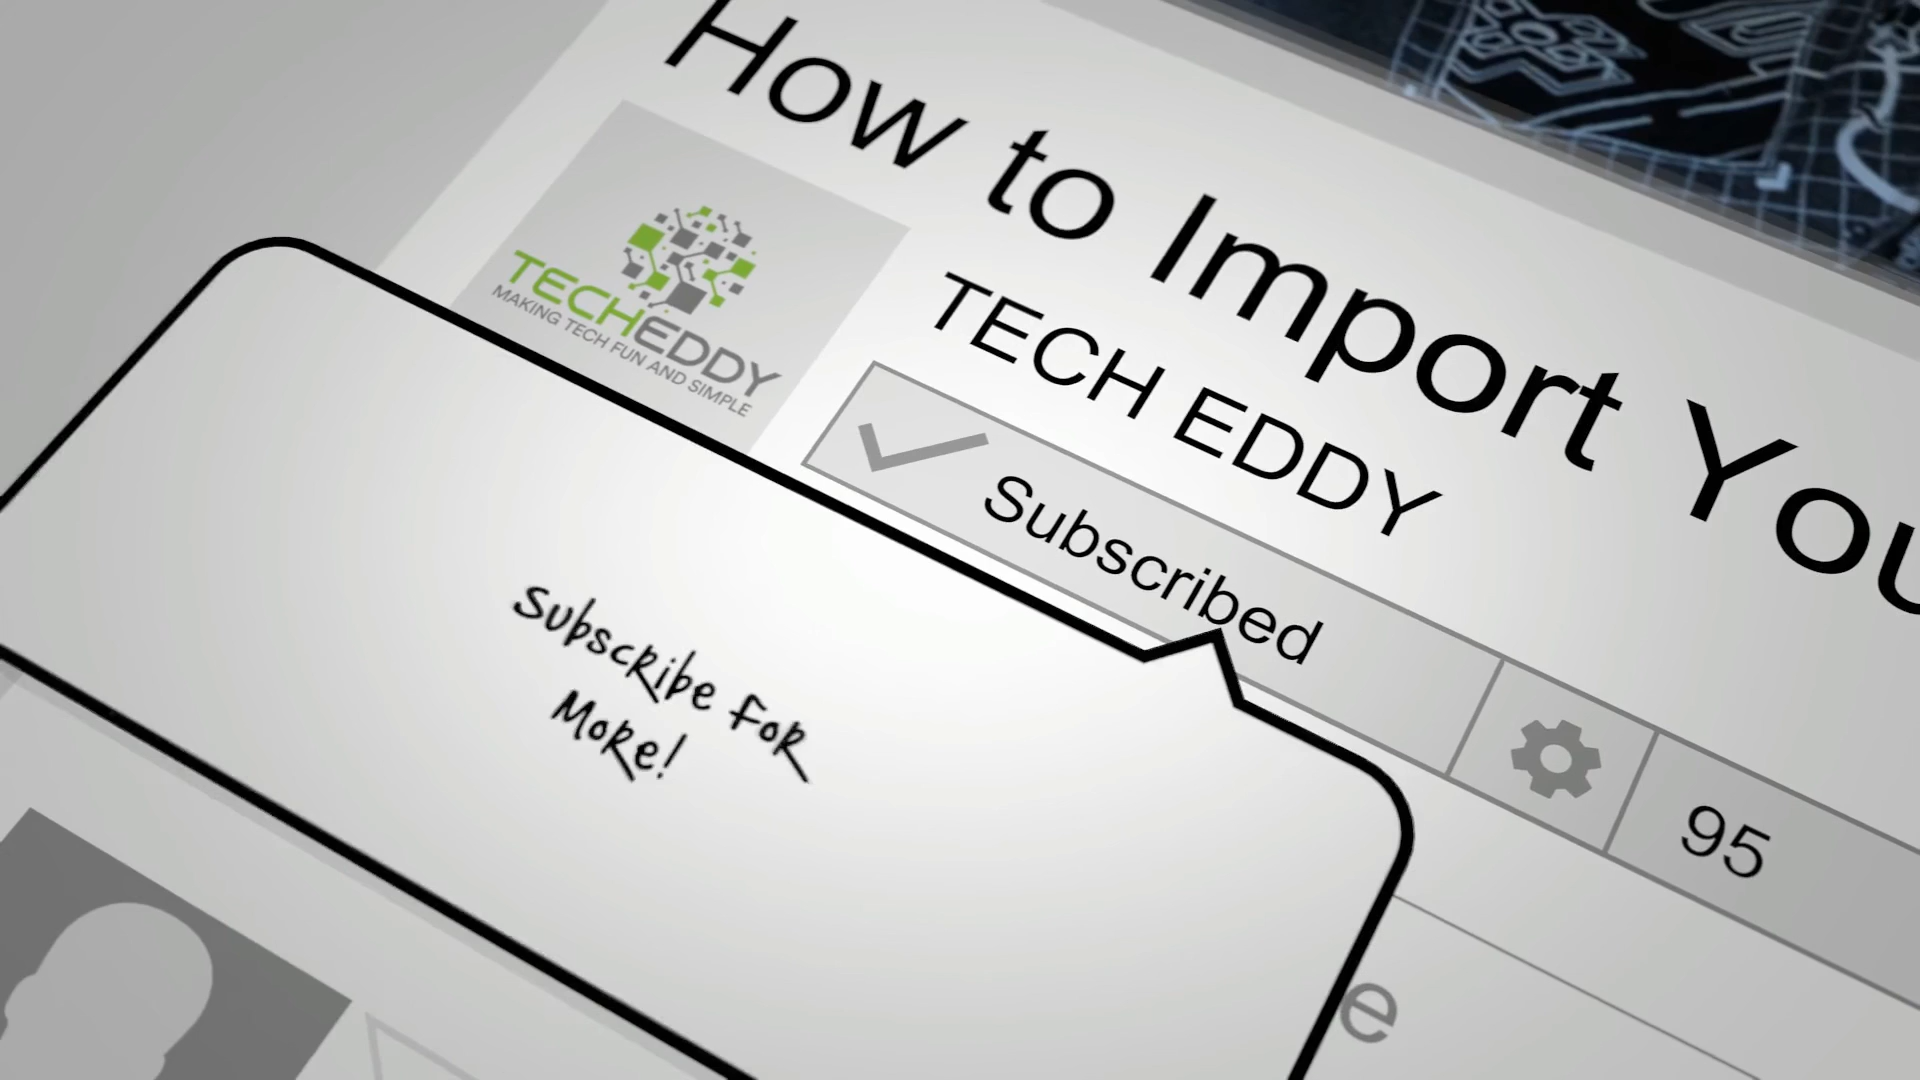 How to Import You
TECHEDDY
MAKING TECH FUN AND SIMPLE
TECH EDDY
Subscribed
95
Subscribe for
More!
e